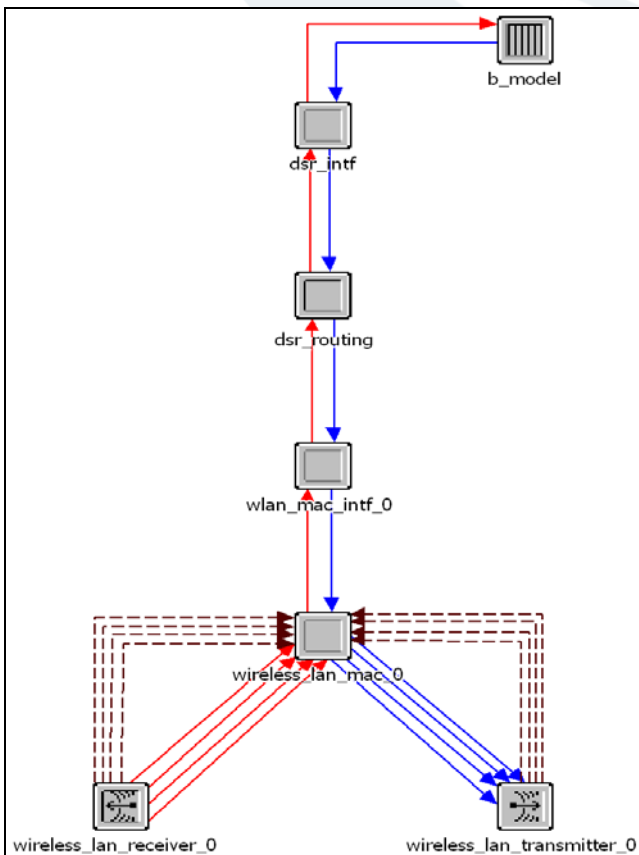 b_model
dsr_intf
dsr_routing
wlan_mac_intf_0
wireless_lan_mac_0
wireless_lan_receiver_0
wireless_lan_transmitter_0